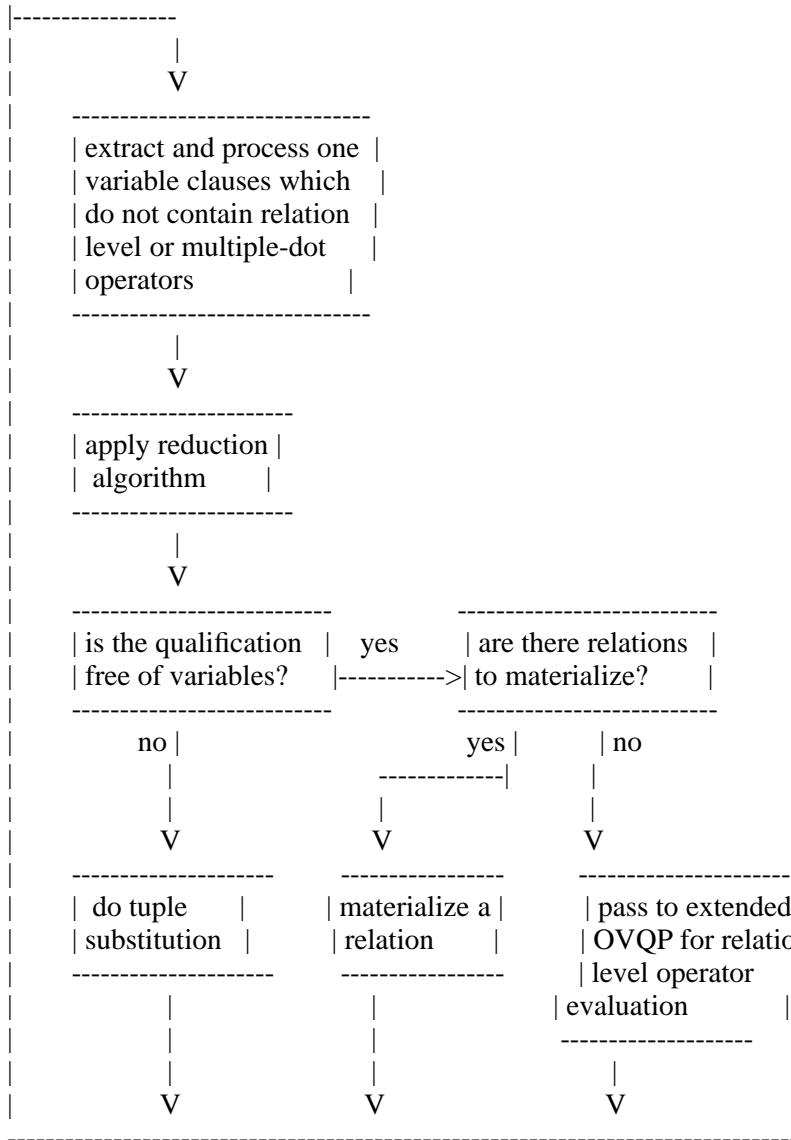 |-----------------
| |
| V
| -------------------------------
| | extract and process one |
| | variable clauses which |
| | do not contain relation |
| | level or multiple-dot |
| | operators |
| -------------------------------
| |
| V
| -----------------------
| | apply reduction |
| | algorithm |
| -----------------------
| |
| V
| --------------------------- ---------------------------
| | is the qualification | yes | are there relations |
| | free of variables? |----------->| to materialize? |
| --------------------------- ---------------------------
| no | yes | | no
| | -------------| |
| | | |
| V V V
| --------------------- ----------------- ----------------------
| | do tuple | | materialize a | | pass to extended
| | substitution | | relation | | OVQP for
| --------------------- ----------------- | level operator
| | | | evaluation |
| | | --------------------
| | | |
| V V V